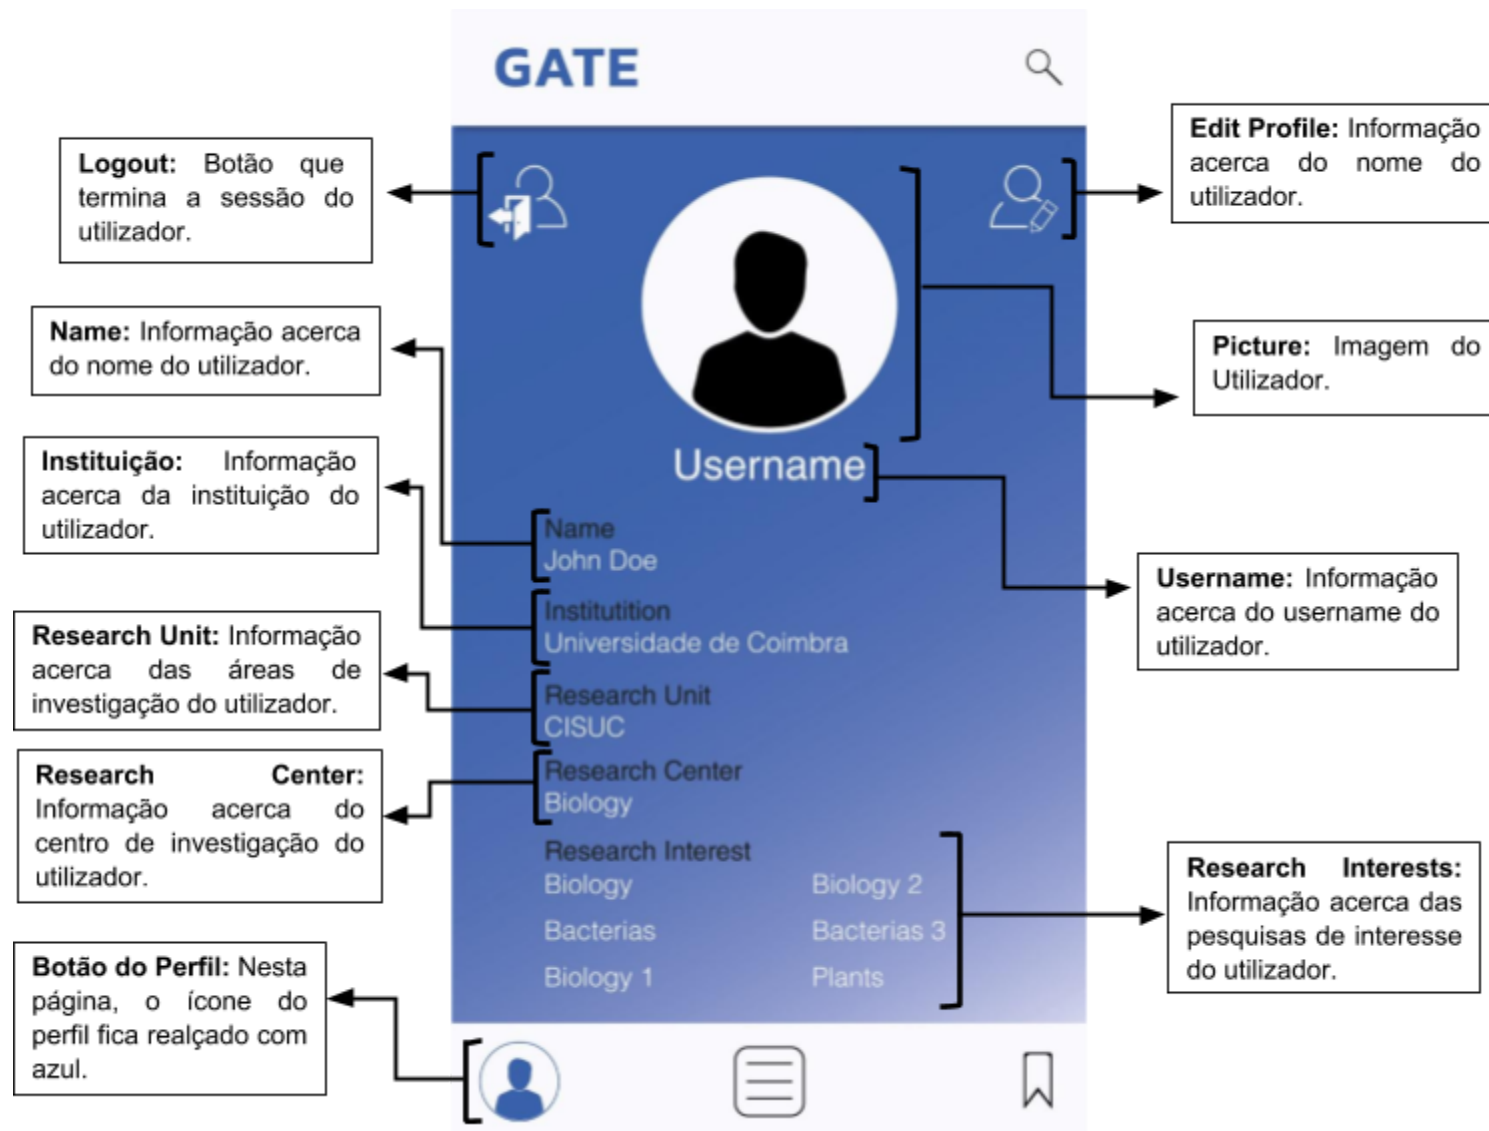 GATE
Logout: Botão que
termina a sessão do
utilizador.
Name: Informação acerca
do nome do utilizador.
Instituição: Informação
acerca da instituição do
utilizador.
Research Unit: Informação
acerca das áreas de
investigação do utilizador.
Research Center:
Informação acerca do
centro de investigação do
utilizador.
Botão do Perfil: Nesta
página, o ícone do
perfil fica realçado com
azul.
Username
Name
John Doe
Institutition
Universidade de Coimbra
Research Unit
CISUC
Research Center
Biology
Research Interest
Biology Biology 2
Bacterias Bacterias 3
Biology 1 Plants
Edit Profile: Informação
acerca do nome do
utilizador.
Picture: Imagem do
Utilizador.
Username: Informação
acerca do username do
utilizador.
Research Interests:
Informação acerca das
pesquisas de interesse
do utilizador.